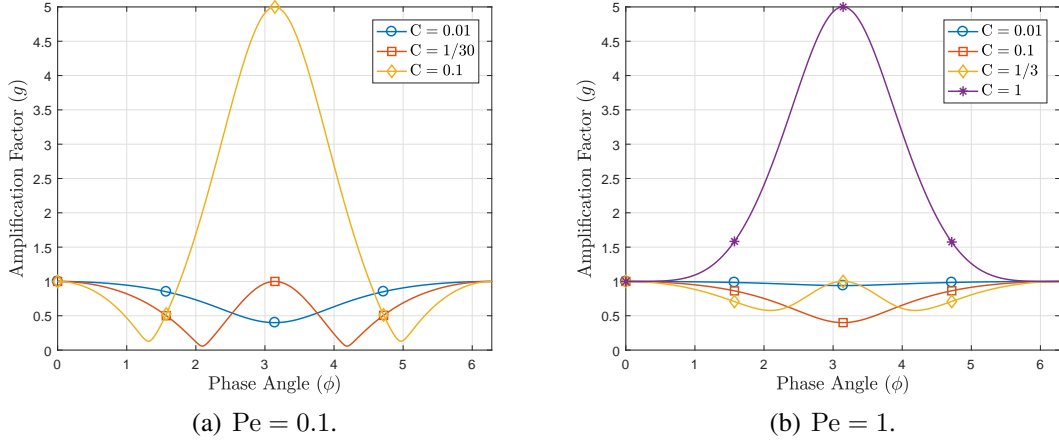 5
4.5
4
3.5
3
2.5
2
1.5
1
0.5
0
0 1 2 3 4 5 6
Amplification Factor (g)
Phase Angle (ϕ)
C = 0.01
C = 1/30
C = 0.1
(a) Pe = 0.1.
5
4.5
4
3.5
3
2.5
2
1.5
1
0.5
0
0 1 2 3 4 5 6
Amplification Factor (g)
Phase Angle (ϕ)
C = 0.01
C = 0.1
C = 1/3
C = 1
(b) Pe = 1.